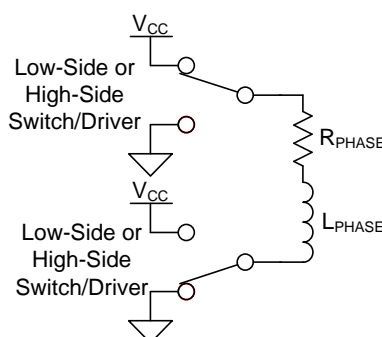 VCC
Low-Side or
High-Side
Switch/Driver
RPHASE
VCC
LPHASE
Low-Side or
High-Side
Switch/Driver